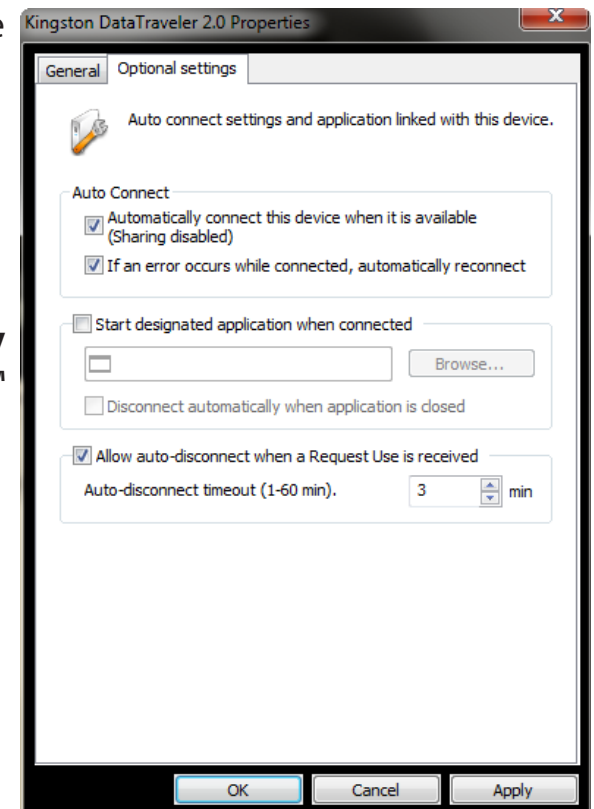 Kingston DataTraveler 2.0 Properties
General Optional settings
Auto connect settings and application linked with this device.
Auto Connect
Automatically connect this device when it is available
(Sharing disabled)
If an error occurs while connected, automatically reconnect
Start designated application when connected
Browse...
Disconnect automatically when application is closed
Allow auto-disconnect when a Request Use is received
Auto-disconnect timeout (1-60 min). 3 min
OK Cancel Apply